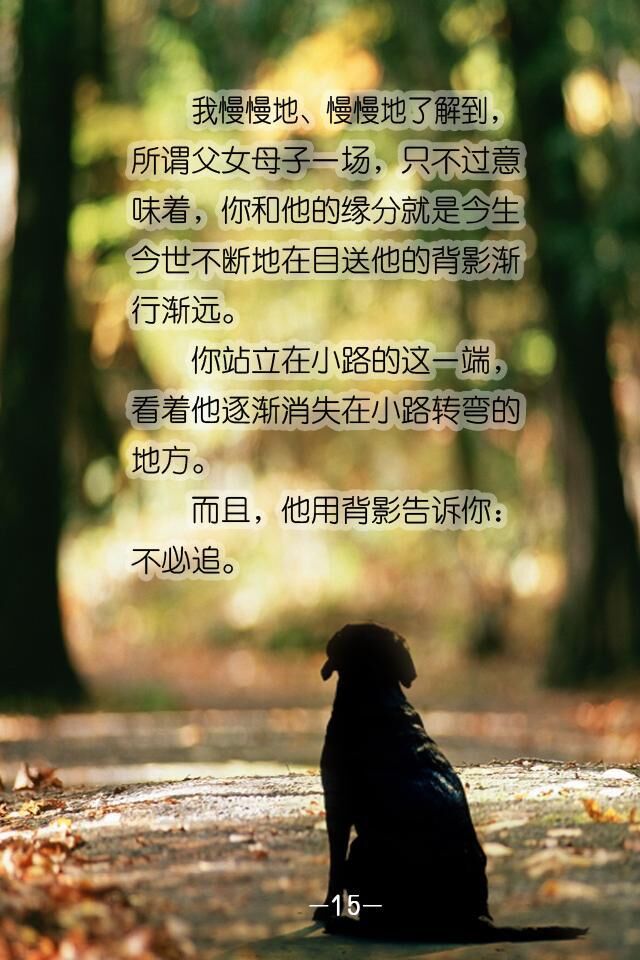 我慢慢地、慢慢地了解到，
所谓父女母子一场，只不过意
味着，你和他的缘分就是今生
今世不断地在目送他的背影渐
行渐远。
你站立在小路的这一端，
看着他逐渐消失在小路转弯的
地方。
而且，他用背影告诉你：
不必追。
—15—